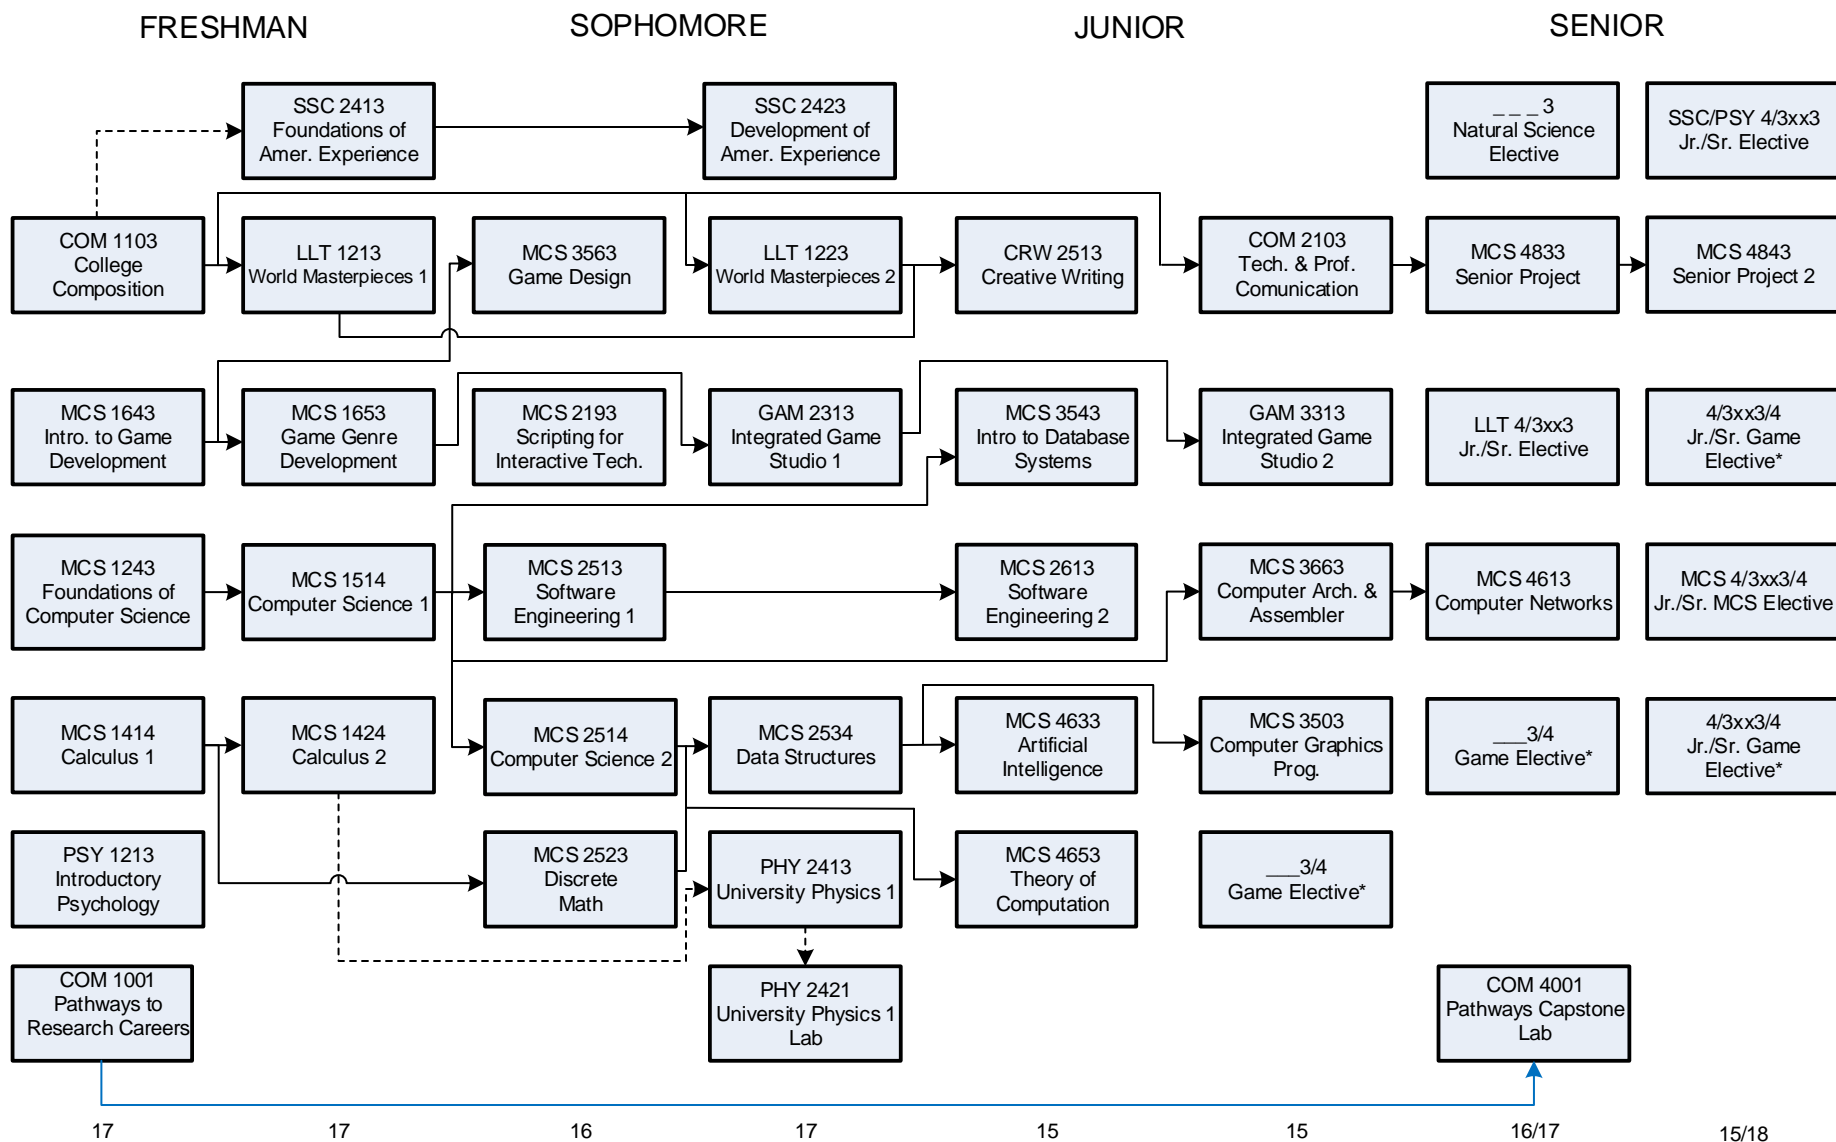 FRESHMAN
SOPHOMORE
JUNIOR
SENIOR
SSC 2413
Foundations of
Amer. Experience
SSC 2423
Development of
Amer. Experience
_ _ _ 3
Natural Science
Elective
SSC/PSY 4/3xx3
Jr./Sr. Elective
COM 1103
College
Composition
LLT 1213
World Masterpieces 1
MCS 3563
Game Design
LLT 1223
World Masterpieces 2
CRW 2513
Creative Writing
COM 2103
Tech. & Prof.
Comunication
MCS 4833
Senior Project
MCS 4843
Senior Project 2
MCS 1643
Intro. to Game
Development
MCS 1653
Game Genre
Development
MCS 2193
Scripting for
Interactive Tech.
GAM 2313
Integrated Game
Studio 1
MCS 3543
Intro to Database
Systems
GAM 3313
Integrated Game
Studio 2
LLT 4/3xx3
Jr./Sr. Elective
4/3xx3/4
Jr./Sr. Game
Elective*
MCS 1243
Foundations of
Computer Science
MCS 1514
Computer Science 1
MCS 2513
Software
Engineering 1
MCS 2613
Software
Engineering 2
MCS 3663
Computer Arch. &
Assembler
MCS 4613
Computer Networks
MCS 4/3xx3/4
Jr./Sr. MCS Elective
MCS 1414
Calculus 1
MCS 1424
Calculus 2
MCS 2514
Computer Science 2
MCS 2534
Data Structures
MCS 4633
Artificial
Intelligence
MCS 3503
Computer Graphics
Prog.
___3/4
Game Elective*
4/3xx3/4
Jr./Sr. Game
Elective*
PSY 1213
Introductory
Psychology
MCS 2523
Discrete
Math
PHY 2413
University Physics 1
MCS 4653
Theory of
Computation
___3/4
Game Elective*
COM 1001
Pathways to
Research Careers
PHY 2421
University Physics 1
Lab
COM 4001
Pathways Capstone
Lab
17
17
16
17
15
15
16/17
15/18